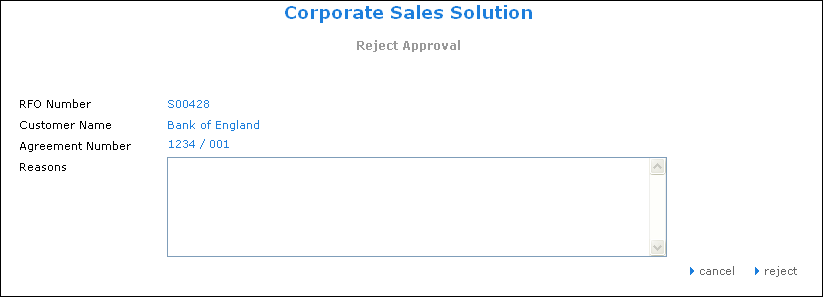 Corporate Sales Solution
Reject Approval
RFO Number S00428
Customer Name Bank of England
Agreement Number 1234 / 001
Reasons
cancel reject